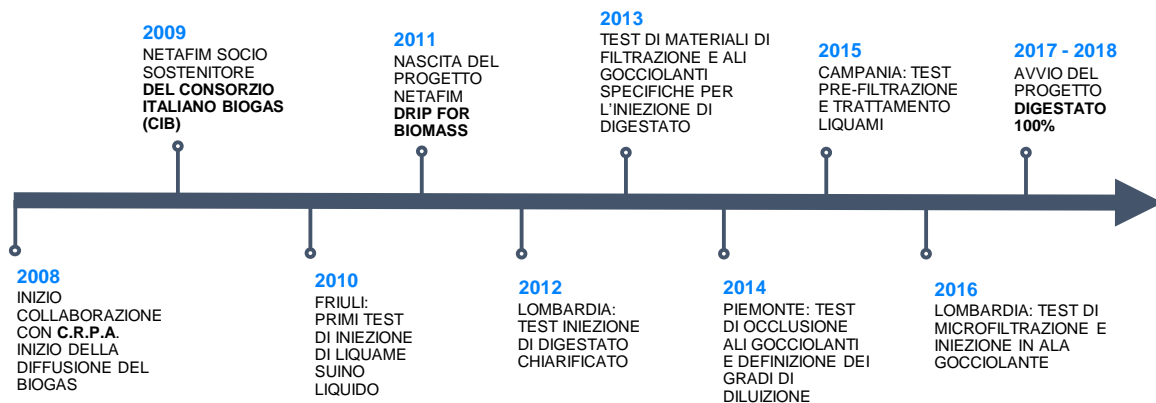 2009
NETAFIM SOCIO
SOSTENITORE
DEL CONSORZIO
ITALIANO BIOGAS
(CIB)
2011
NASCITA DEL
PROGETTO
NETAFIM
DRIP FOR
BIOMASS
2013
TEST DI MATERIALI DI
FILTRAZIONE E ALI
GOCCIOLANTI
SPECIFICHE PER
L'INIEZIONE DI
DIGESTATO
2015
CAMPANIA: TEST
PRE-FILTRAZIONE
E TRATTAMENTO
LIQUAMI
2017 - 2018
AVVIO DEL
PROGETTO
DIGESTATO
100%
2008
INIZIO
COLLABORAZIONE
CON C.R.P.A.
INIZIO DELLA
DIFFUSIONE DEL
BIOGAS
2010
FRIULI:
PRIMI TEST
DI INIEZIONE
DI LIQUAME
SUINO
LIQUIDO
2012
LOMBARDIA:
TEST INIEZIONE
DI DIGESTATO
CHIARIFICATO
2014
PIEMONTE: TEST
DI OCCLUSIONE
ALI GOCCIOLANTI
E DEFINIZIONE DEI
GRADI DI
DILUIZIONE
2016
LOMBARDIA: TEST DI
MICROFILTRAZIONE E
INIEZIONE IN ALA
GOCCIOLANTE